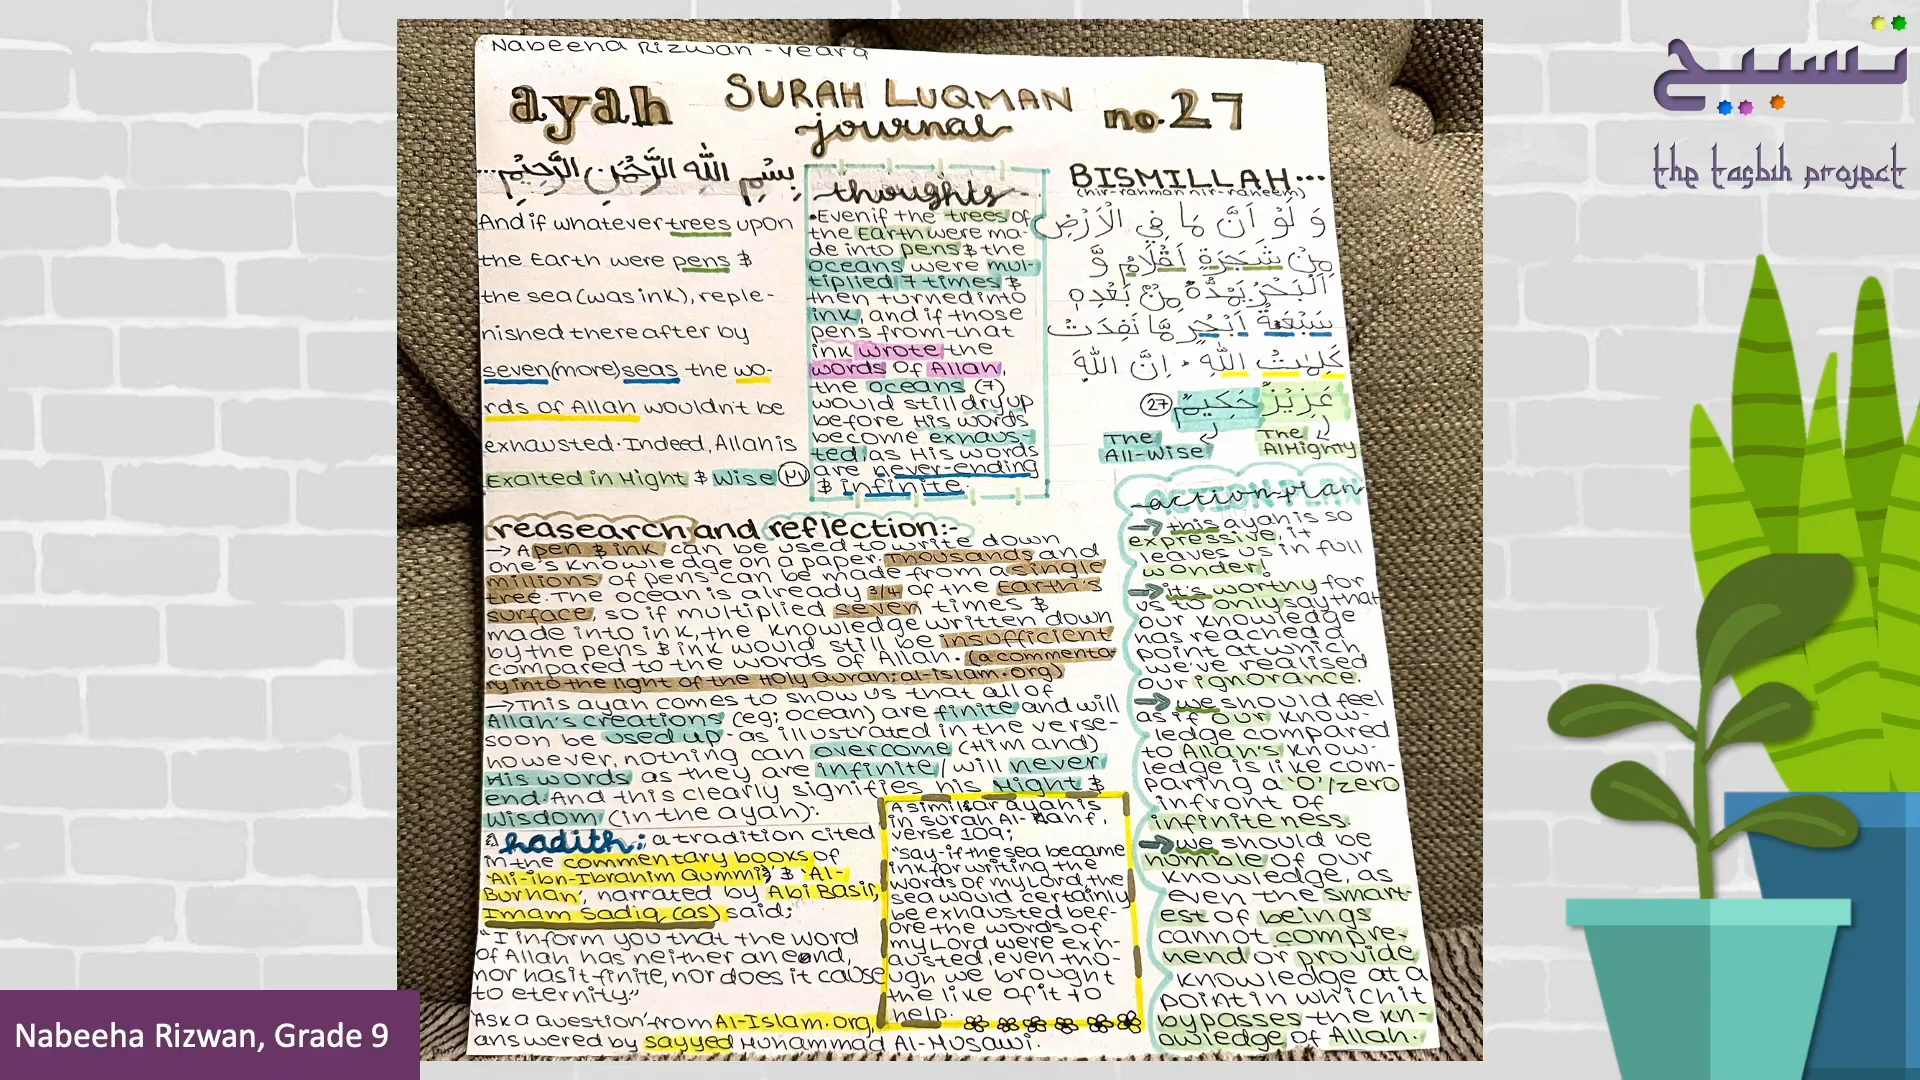 Nabeeha Rizwan - Year 9
ayah SURAH LUQMAN no. 27
journal
بِسْمِ اللهِ الرَّحْمٰنِ الرَّحِيْمِ...
And if whatever trees upon
the Earth were pens &
the sea (was ink), reple-
nished thereafter by
seven (more) seas the wo-
rds of Allah wouldn't be
exhausted. Indeed, Allah is
Exalted in Might & Wise (٢٧)
thoughts-
•Even if the trees of
the Earth were ma-
de into pens & the
oceans were mul-
tiplied 7 times &
then turned into
ink, and if those
pens from that
ink wrote the
words of Allah,
the oceans (7)
would still dry up
before His words
become exhaus-
ted, as His words
are never-ending
& infinite.
BISMILLAH...
(hir-rahman nir-raheem)
وَ لَوْ اَنَّ مَا فِى الْاَرْضِ
مِنْ شَجَرَةٍ اَقْلَامٌ وَّ
الْبَحْرُ يَمُدُّهٗ مِنْۢ بَعْدِهٖ
سَبْعَةُ اَبْحُرٍ مَّا نَفِدَتْ
كَلِمٰتُ اللهِ ؕ اِنَّ اللهَ
عَزِيْزٌ حَكِيْمٌ (27)
The All-Wise
The AlMighty
reasearch and reflection:-
→ A pen & ink can be used to write down
one's knowledge on a paper. Thousands and
millions of pens can be made from a single
tree. The ocean is already 3/4 of the Earth's
surface, so if multiplied seven times &
made into ink, the knowledge written down
by the pens & ink would still be insufficient
compared to the words of Allah. (a commenta-
ry into the light of the Holy Quran; al-islam.org)
→ This ayah comes to show us that all of
Allah's creations (eg; ocean) are finite and will
soon be used up - as illustrated in the verse-
however, nothing can overcome (Him and)
His words as they are infinite/will never
end. And this clearly signifies his Might &
Wisdom (in the ayah).
hadith: a tradition cited
in the commentary books of
'Ali-ibn-Ibrahim Qummi', & 'Al-
Burhan', narrated by Abi Basir,
Imam Sadiq (as) said;
"I inform you that the word
of Allah has neither an end,
nor has it finite, nor does it cause
to eternity."
'Ask a question' from Al-Islam.org,
answered by sayyed Muhammad Al-Musawi.
A similar ayah is
in surah Al-Kahf,
verse 109;
"Say-if the sea became
ink for writing the
words of my Lord, the
sea would certainly
be exhausted bef-
ore the words of
my Lord were exh-
austed, even tho-
ugh we brought
the like of it to
help.
-action-plan
→ this ayah is so
expressive, it
leaves us in full
wonder!
→ it's worthy for
us to only say that
our knowledge
has reached a
point at which
we've realised
our ignorance.
→ we should feel
as if our know-
ledge compared
to Allah's know-
ledge is like com-
paring a '0'/zero
infront of
infiniteness.
→ we should be
humble of our
knowledge, as
even the smart-
est of beings
cannot compre-
hend or provide
knowledge at a
point in which it
bypasses the kn-
owledge of Allah.
تسبيح
the tasbih project
Nabeeha Rizwan, Grade 9